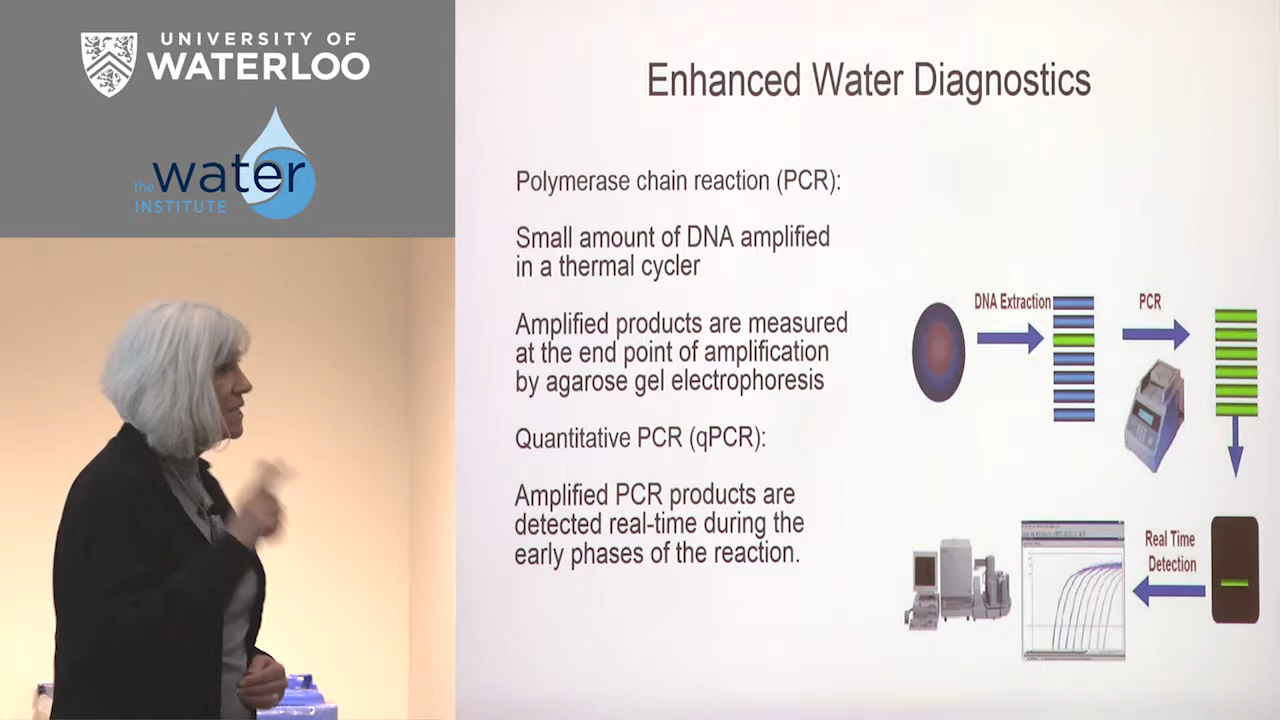 UNIVERSITY OF
WATERLOO
the water
INSTITUTE
Enhanced Water Diagnostics
Polymerase chain reaction (PCR):
Small amount of DNA amplified
in a thermal cycler
Amplified products are measured
at the end point of amplification
by agarose gel electrophoresis
Quantitative PCR (qPCR):
Amplified PCR products are
detected real-time during the
early phases of the reaction.
DNA Extraction
PCR
Real Time
Detection